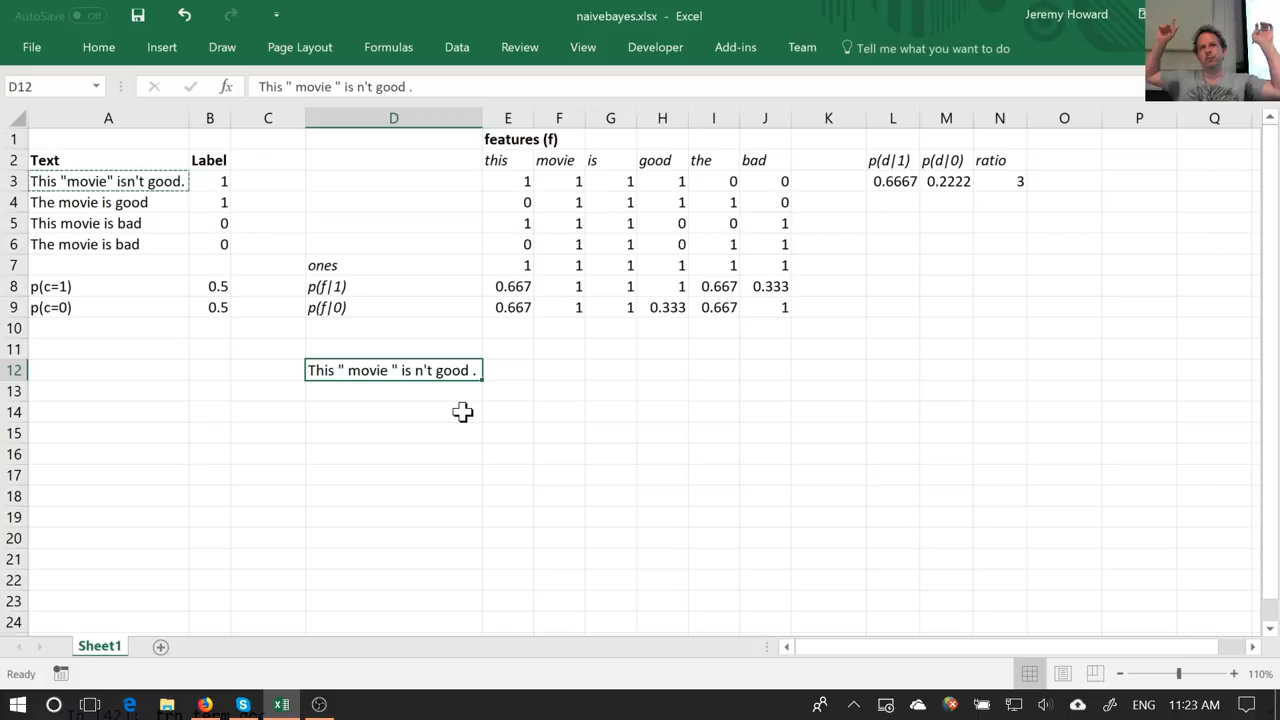 AutoSave Off naivebayes.xlsx - Excel Jeremy Howard
File Home Insert Draw Page Layout Formulas Data Review View Developer Add-ins Team Tell me what you want to do
D12 fx This " movie " is n't good .
A B C D E F G H I J K L M N O P Q
1 features (f)
2 Text Label this movie is good the bad p(d|1) p(d|0) ratio
3 This "movie" isn't good. 1 1 1 1 1 0 0 0.6667 0.2222 3
4 The movie is good 1 0 1 1 1 1 0
5 This movie is bad 0 1 1 1 0 0 1
6 The movie is bad 0 0 1 1 0 1 1
7 ones 1 1 1 1 1 1
8 p(c=1) 0.5 p(f|1) 0.667 1 1 1 0.667 0.333
9 p(c=0) 0.5 p(f|0) 0.667 1 1 0.333 0.667 1
10
11
12 This " movie " is n't good .
13
14
15
16
17
18
19
20
21
22
23
24
Sheet1
Ready 110%
ENG 11:23 AM